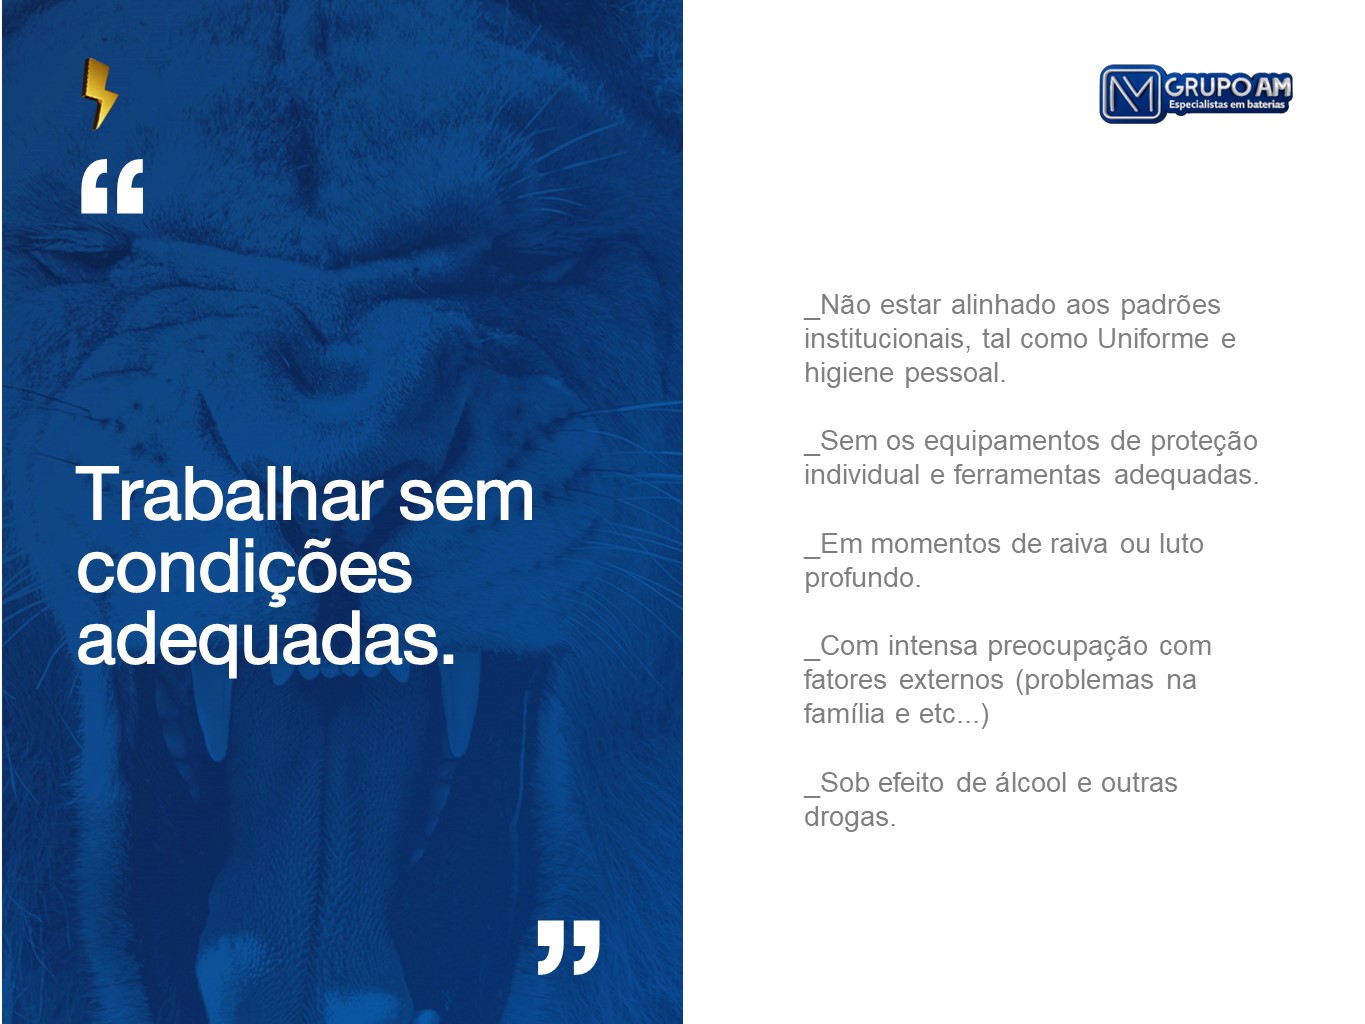 “
Trabalhar sem
condições
adequadas.
”
GRUPO AM
Especialistas em baterias
_Não estar alinhado aos padrões
institucionais, tal como Uniforme e
higiene pessoal.
_Sem os equipamentos de proteção
individual e ferramentas adequadas.
_Em momentos de raiva ou luto
profundo.
_Com intensa preocupação com
fatores externos (problemas na
família e etc...)
_Sob efeito de álcool e outras
drogas.